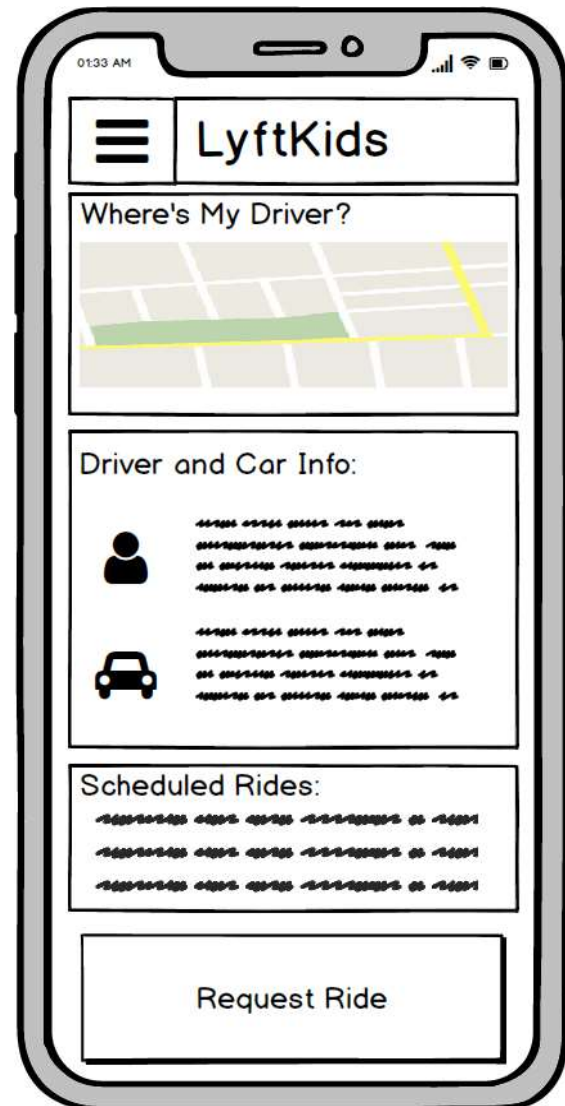 01:33 AM
LyftKids
Where's My Driver?
Driver and Car Info:
Scheduled Rides:
Request Ride